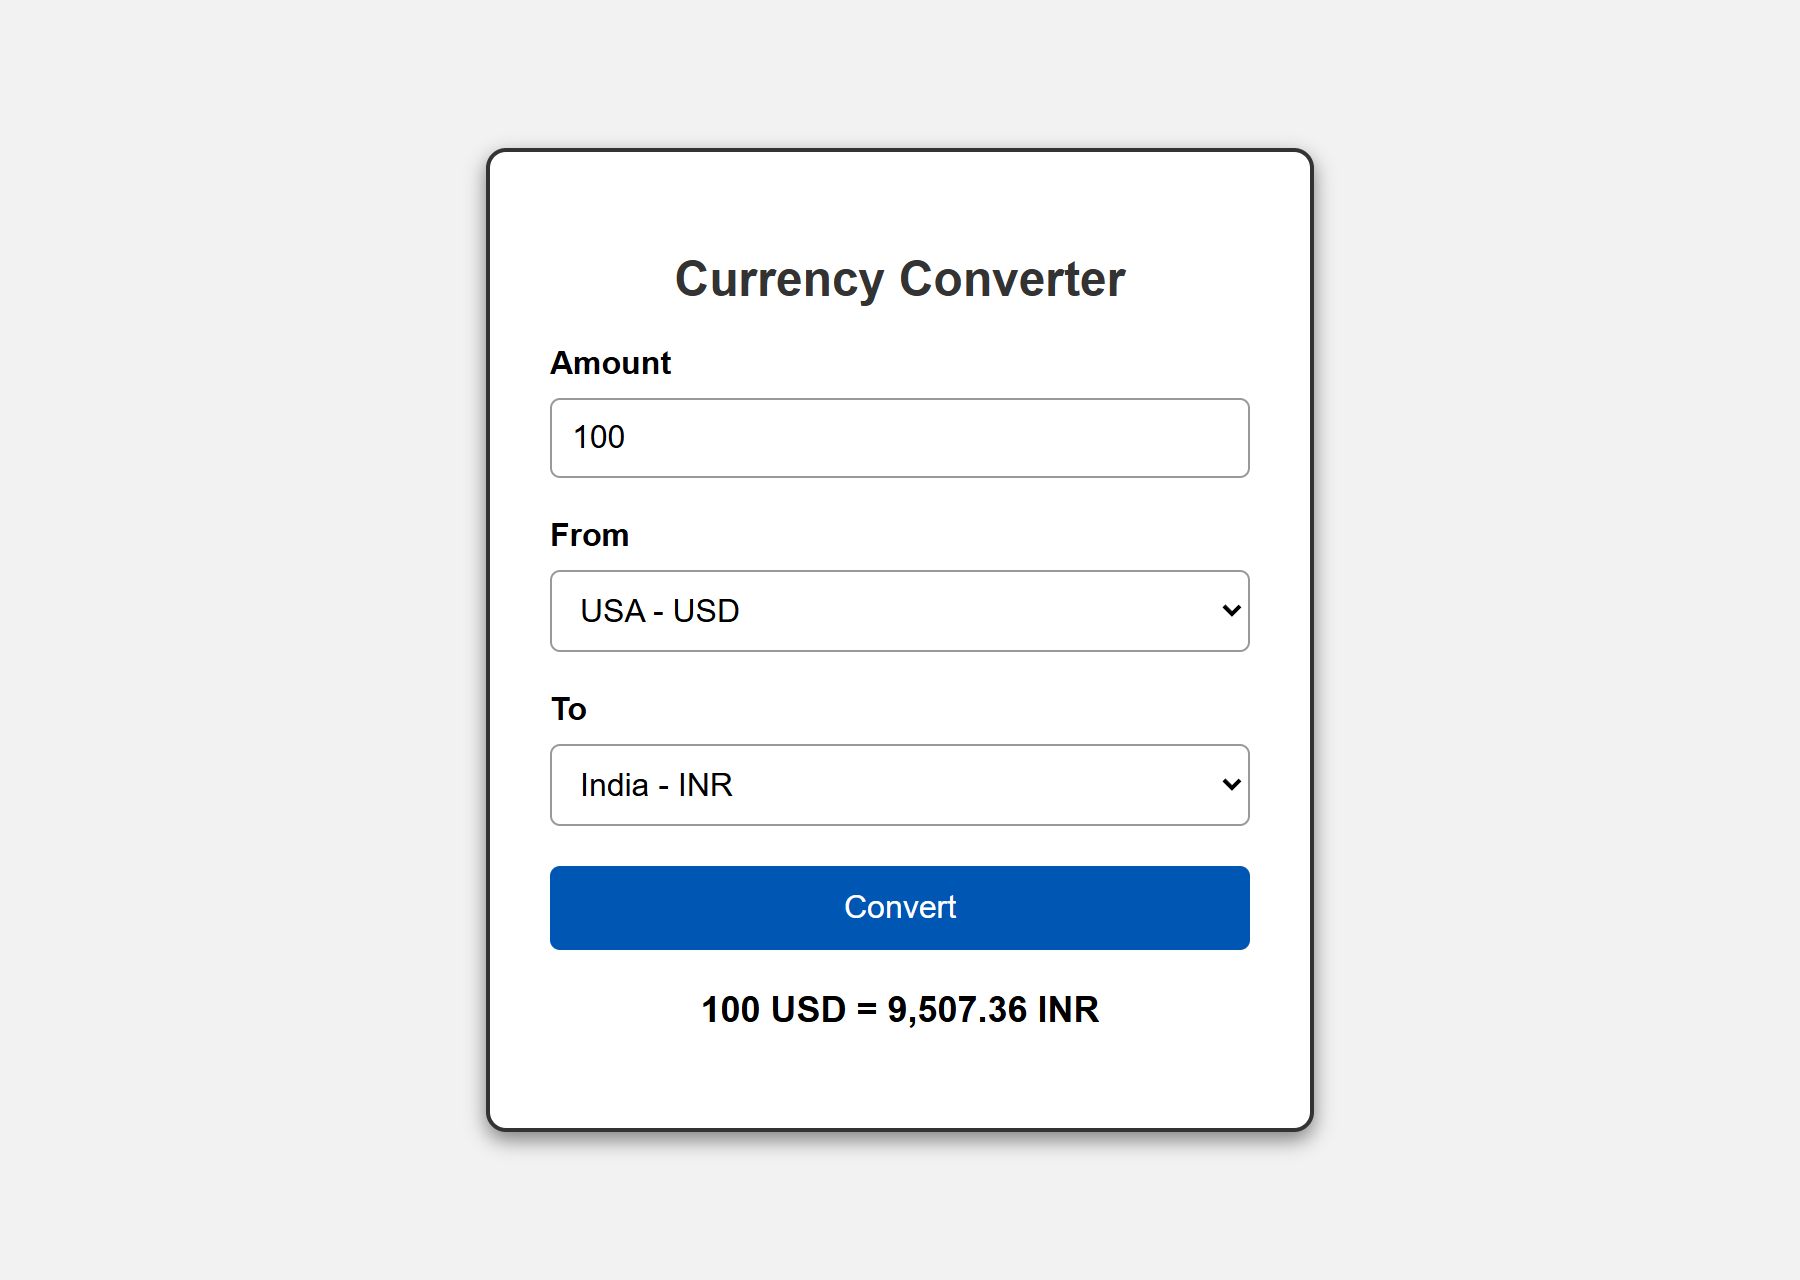 Currency Converter
Amount
100
From
USA - USD
To
India - INR
Convert
100 USD = 9,507.36 INR